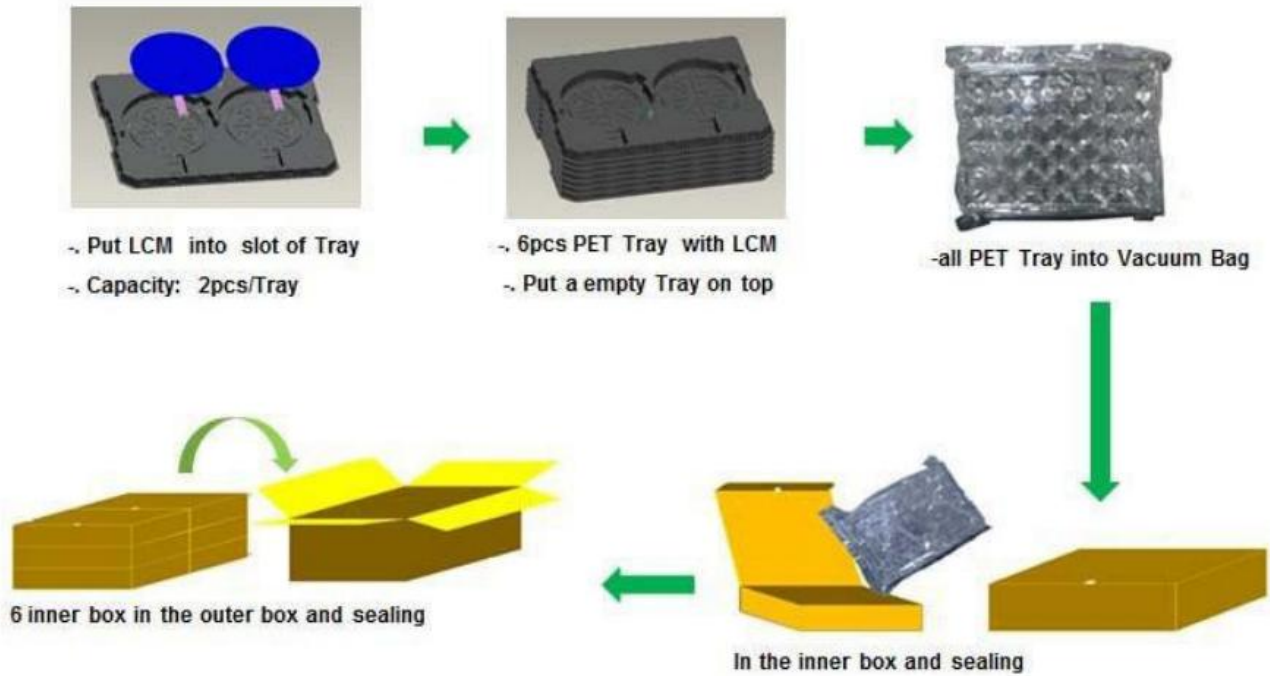 -. Put LCM into slot of Tray
-. Capacity: 2pcs/Tray
-. 6pcs PET Tray with LCM
-. Put a empty Tray on top
-all PET Tray into Vacuum Bag
6 inner box in the outer box and sealing
In the inner box and sealing